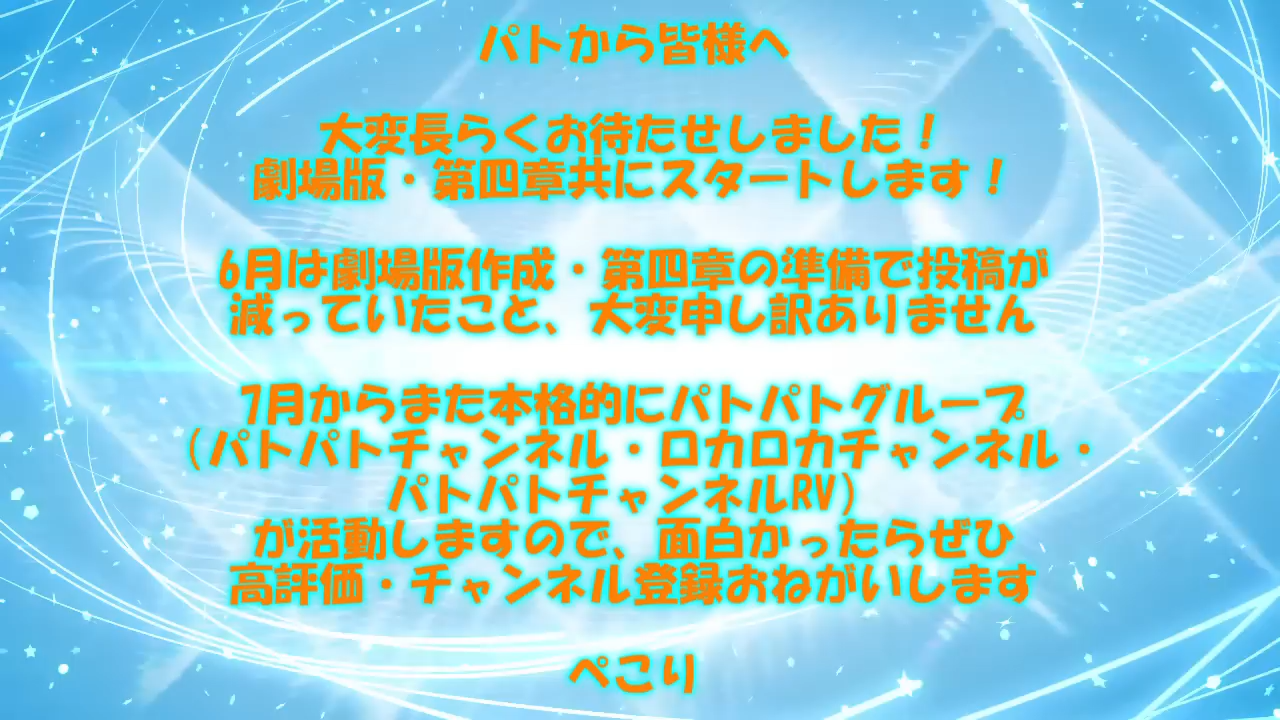 パトから皆様へ
大変長らくお待たせしました！
劇場版・第四章共にスタートします！
6月は劇場版作成・第四章の準備で投稿が
減っていたこと、大変申し訳ありません
7月からまた本格的にパトパトグループ
(パトパトチャンネル・ロカロカチャンネル・
パトパトチャンネルRV)
が活動しますので、面白かったらぜひ
高評価・チャンネル登録おねがいします
ぺこり